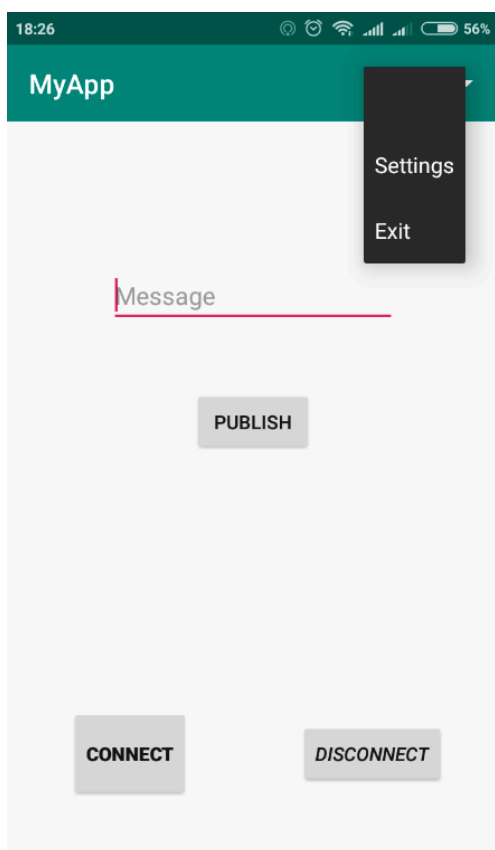 18:26
56%
MyApp
Settings
Exit
Message
PUBLISH
CONNECT
DISCONNECT